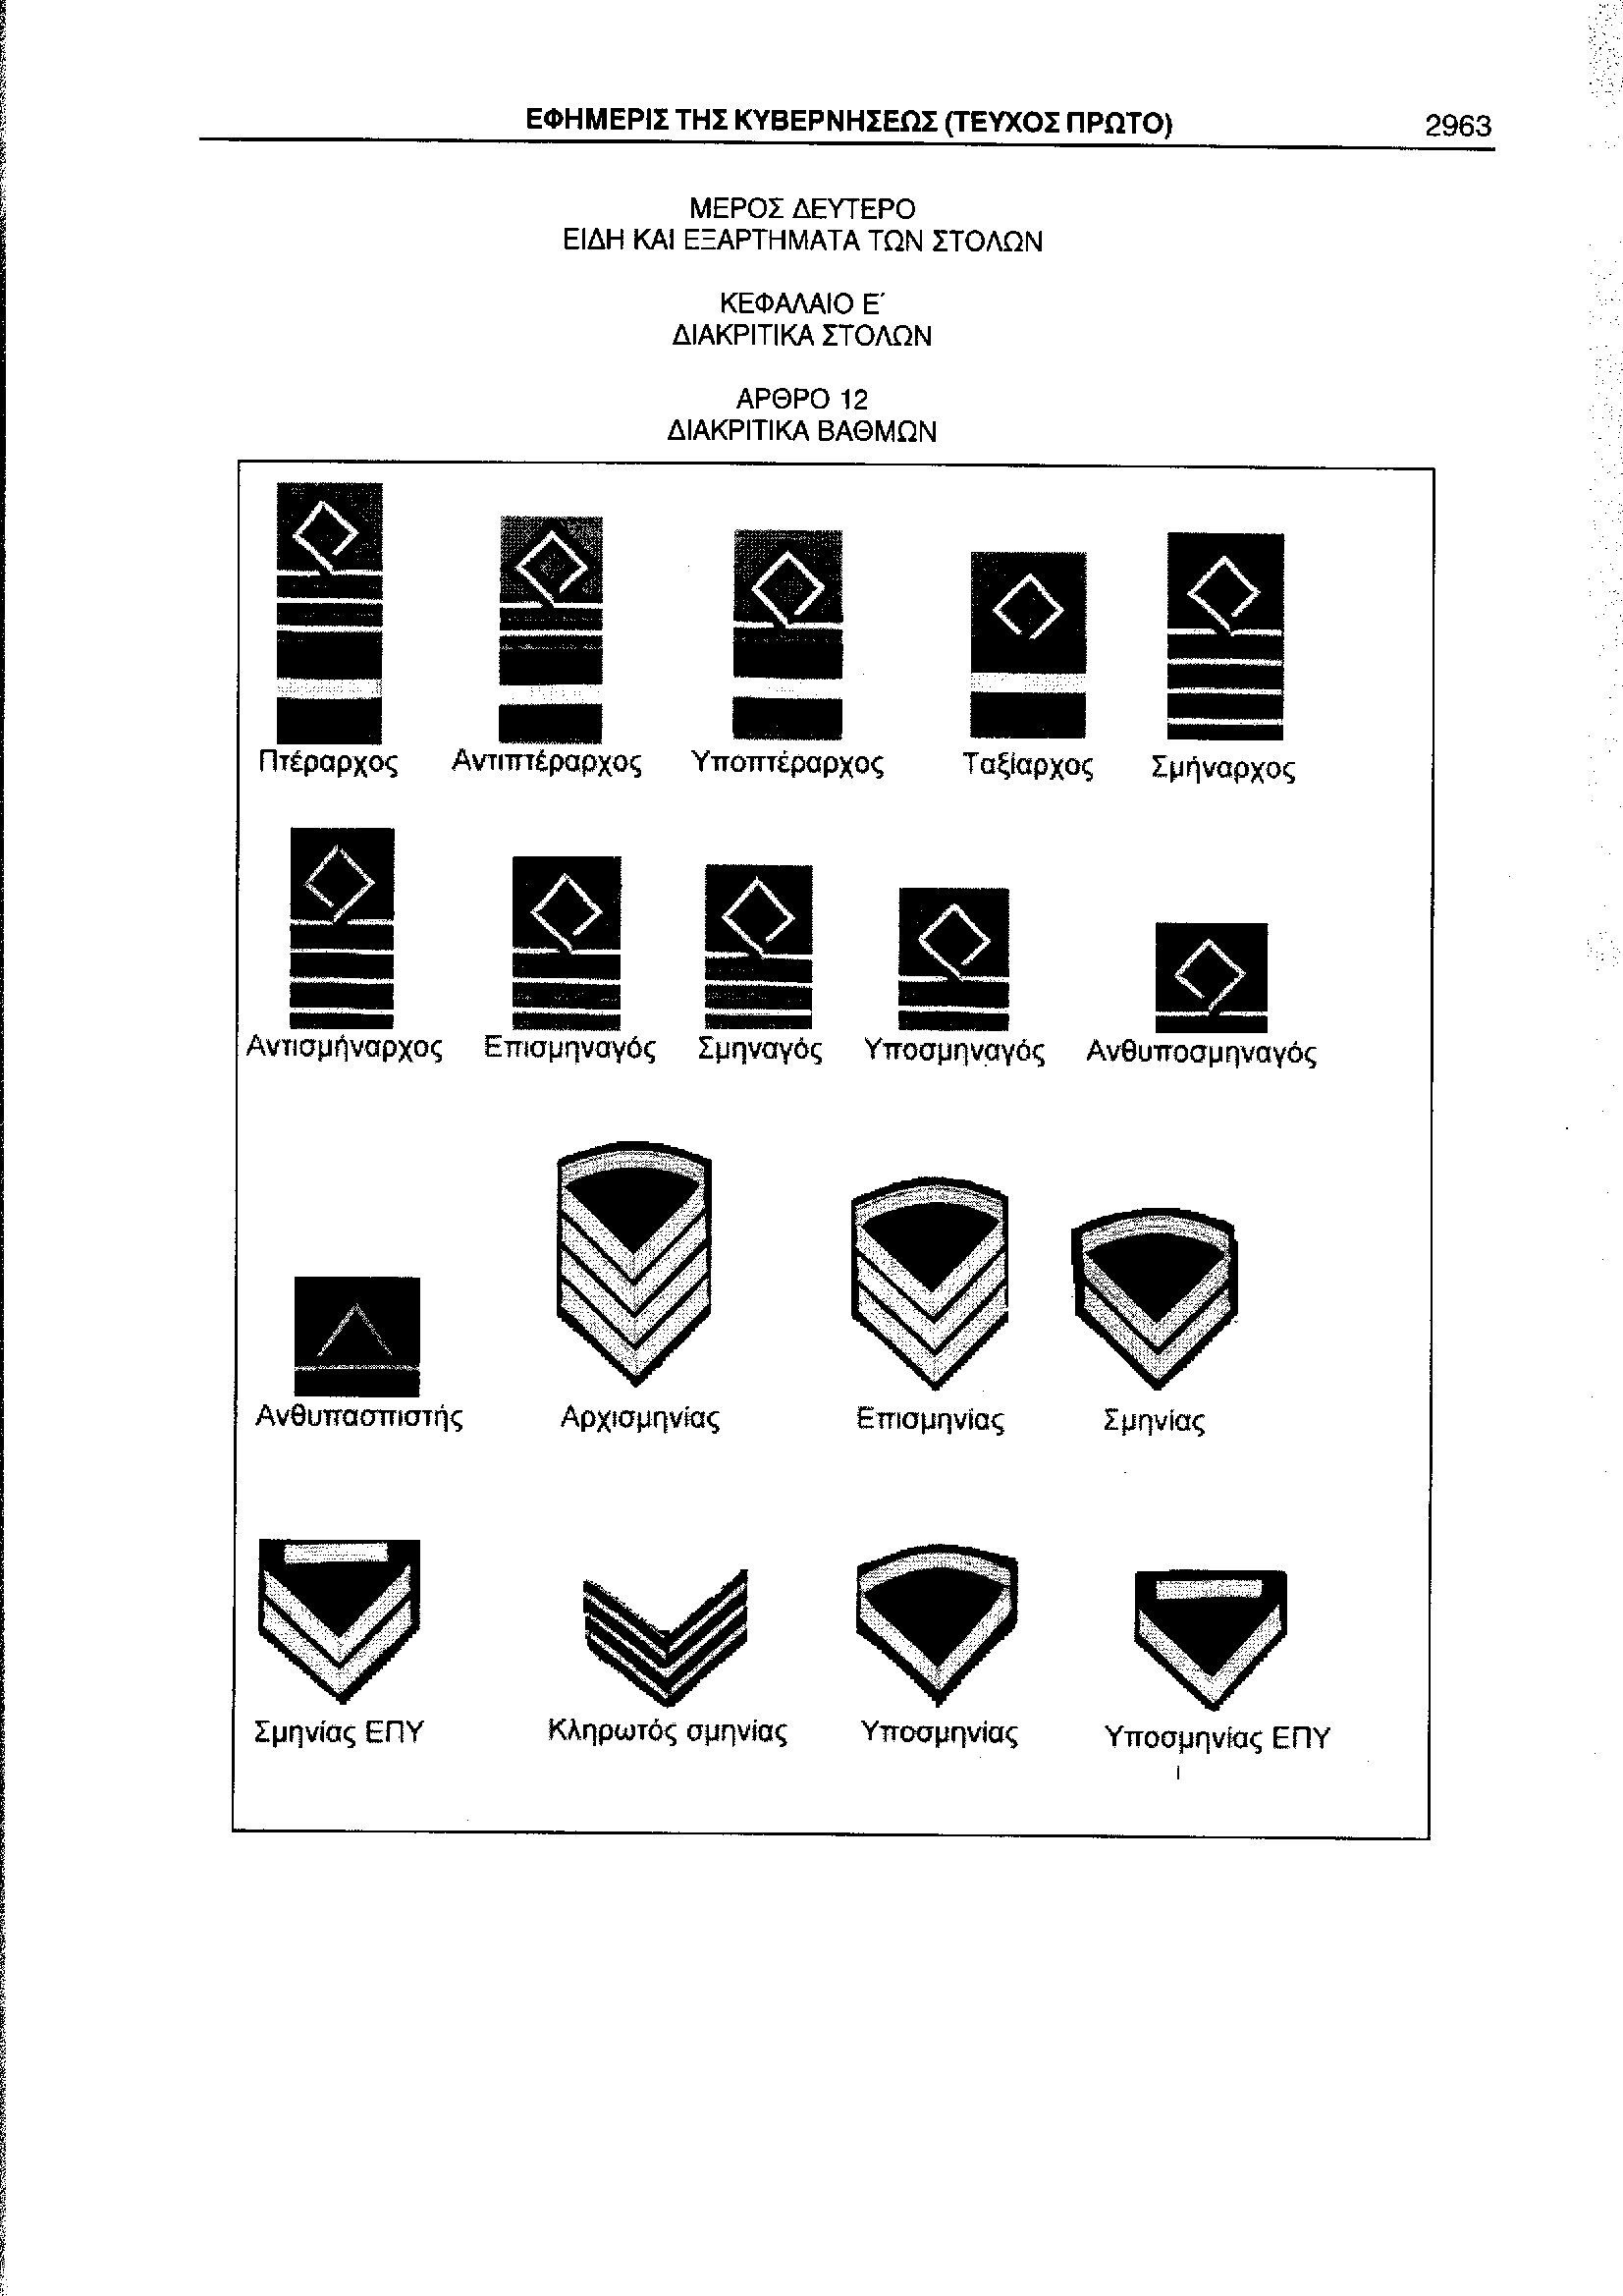 ΕΦΗΜΕΡΙΣ ΤΗΣ ΚΥΒΕΡΝΗΣΕΩΣ (ΤΕΥΧΟΣ ΠΡΩΤΟ) 2963
ΜΕΡΟΣ ΔΕΥΤΕΡΟ
ΕΙΔΗ ΚΑΙ ΕΞΑΡΤΗΜΑΤΑ ΤΩΝ ΣΤΟΛΩΝ
ΚΕΦΑΛΑΙΟ Ε΄
ΔΙΑΚΡΙΤΙΚΑ ΣΤΟΛΩΝ
ΑΡΘΡΟ 12
ΔΙΑΚΡΙΤΙΚΑ ΒΑΘΜΩΝ
Πτέραρχος Αντιπτέραρχος Υποπτέραρχος Ταξίαρχος Σμήναρχος
Αντισμήναρχος Επισμηναγός Σμηναγός Υποσμηναγός Ανθυποσμηναγός
Ανθυπασπιστής Αρχισμηνίας Επισμηνίας Σμηνίας
Σμηνίας ΕΠΥ Κληρωτός σμηνίας Υποσμηνίας Υποσμηνίας ΕΠΥ